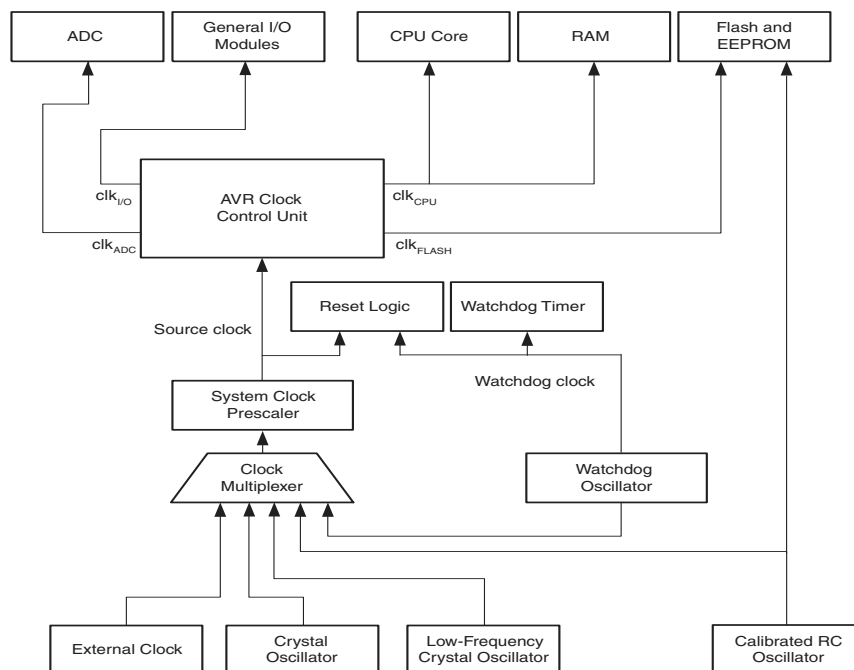 ADC
General I/O
Modules
CPU Core
RAM
Flash and
EEPROM
clkI/O
AVR Clock
Control Unit
clkCPU
clkADC
clkFLASH
Reset Logic
Watchdog Timer
Source clock
Watchdog clock
System Clock
Prescaler
Clock
Multiplexer
Watchdog
Oscillator
External Clock
Crystal
Oscillator
Low-Frequency
Crystal Oscillator
Calibrated RC
Oscillator